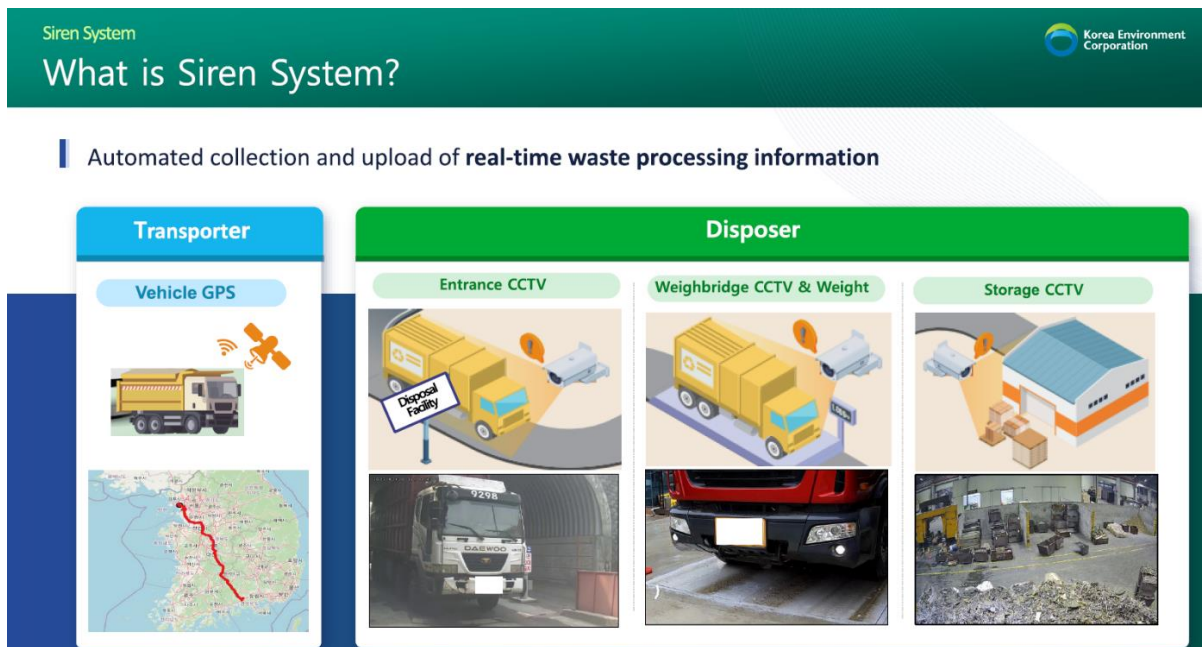 Siren System
What is Siren System?
Korea Environment
Corporation
Automated collection and upload of real-time waste processing information
Transporter
Disposer
Vehicle GPS
Entrance CCTV
Weighbridge CCTV & Weight
Storage CCTV
Disposal
Facility
9298
DAEWOO